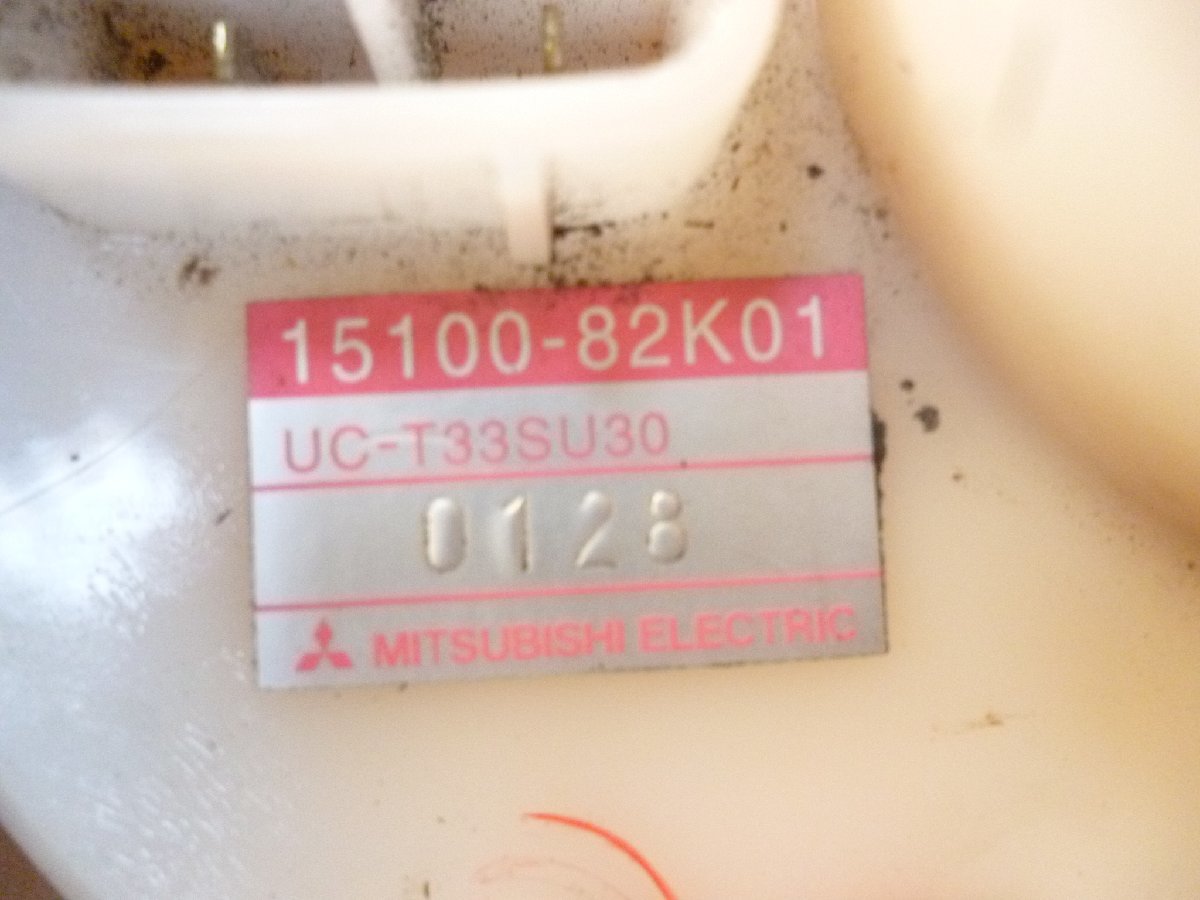 15100-82K01
UC-T33SU30
0128
MITSUBISHI ELECTRIC